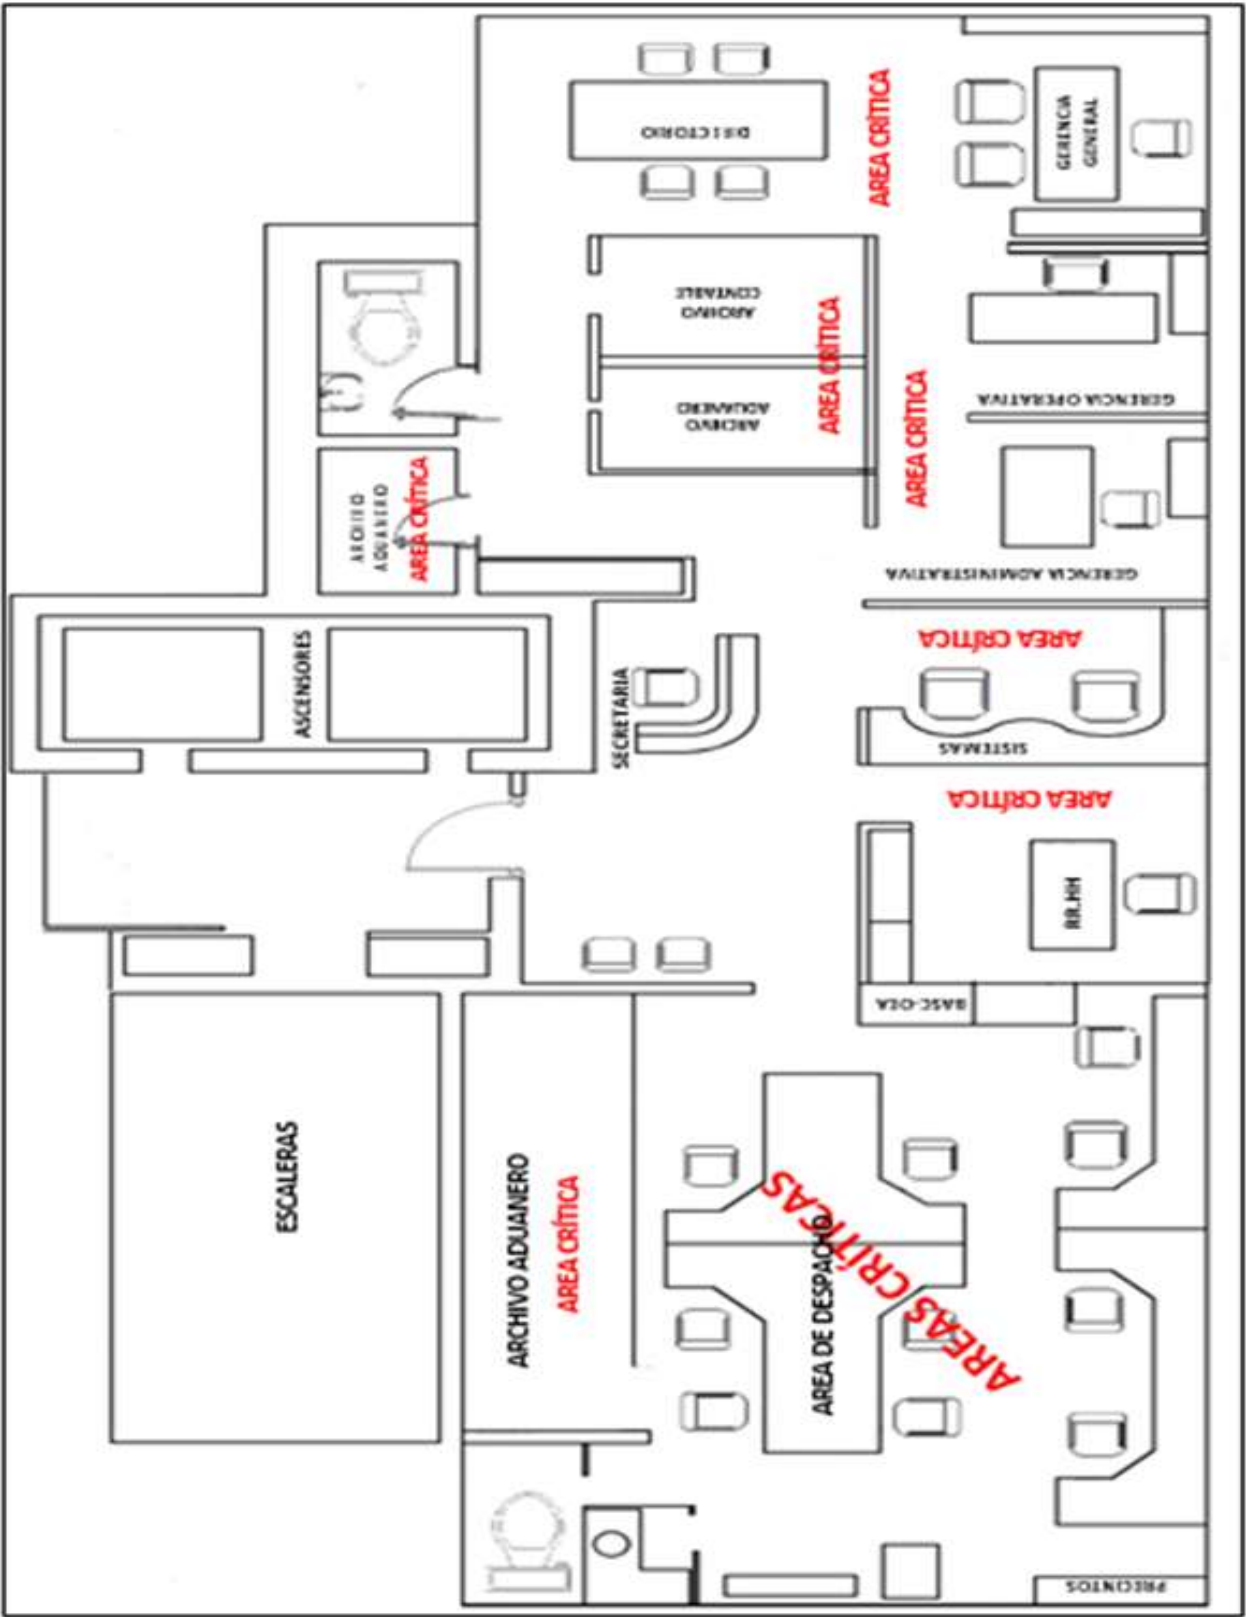 DIRECTORIO
AREA CRÍTICA
GERENCIA
GENERAL
ARCHIVO
CONTABLE
AREA CRÍTICA
ARCHIVO
ADUANERO
AREA CRÍTICA
GERENCIA OPERATIVA
ARCHIVO
ADUANERO
AREA CRÍTICA
GERENCIA ADMINISTRATIVA
ASCENSORES
SECRETARIA
AREA CRÍTICA
SISTEMAS
AREA CRÍTICA
RR.HH
BASC-OEA
ESCALERAS
ARCHIVO ADUANERO
AREA CRÍTICA
AREA DE DESPACHO
AREAS CRÍTICAS
PRECINTOS